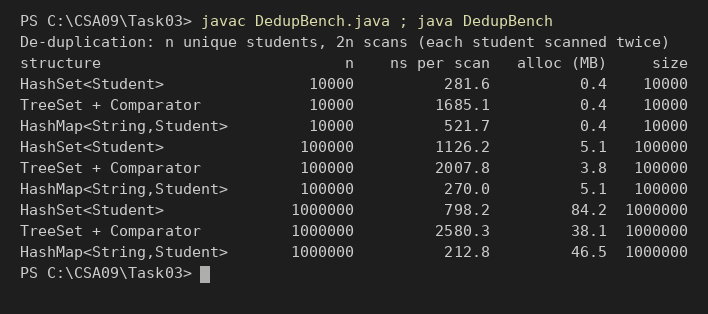 PS C:\CSA09\Task03> javac DedupBench.java ; java DedupBench
De-duplication: n unique students, 2n scans (each student scanned twice)
structure n ns per scan alloc (MB) size
HashSet<Student> 10000 281.6 0.4 10000
TreeSet + Comparator 10000 1685.1 0.4 10000
HashMap<String,Student> 10000 521.7 0.4 10000
HashSet<Student> 100000 1126.2 5.1 100000
TreeSet + Comparator 100000 2007.8 3.8 100000
HashMap<String,Student> 100000 270.0 5.1 100000
HashSet<Student> 1000000 798.2 84.2 1000000
TreeSet + Comparator 1000000 2580.3 38.1 1000000
HashMap<String,Student> 1000000 212.8 46.5 1000000
PS C:\CSA09\Task03>